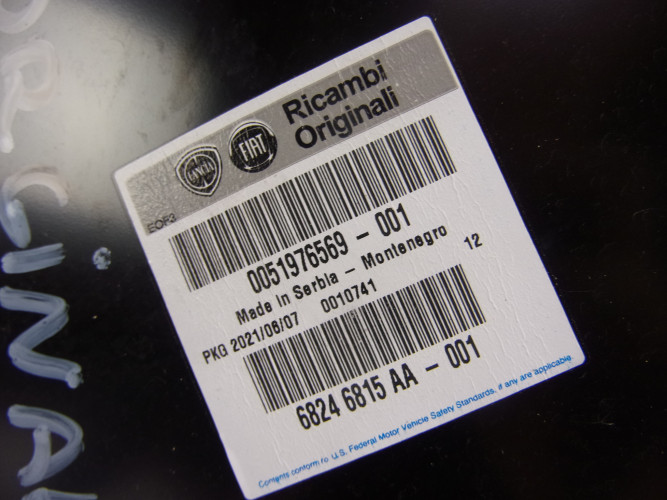 Ricambi
Originali
LANCIA
FIAT
EOF3
0051976569 - 001
Made in Serbia - Montenegro 12
PKG 2021/06/07 0010741
6824 6815 AA - 001
Contents conform to U.S. Federal Motor Vehicle Safety Standards, if any are applicable.